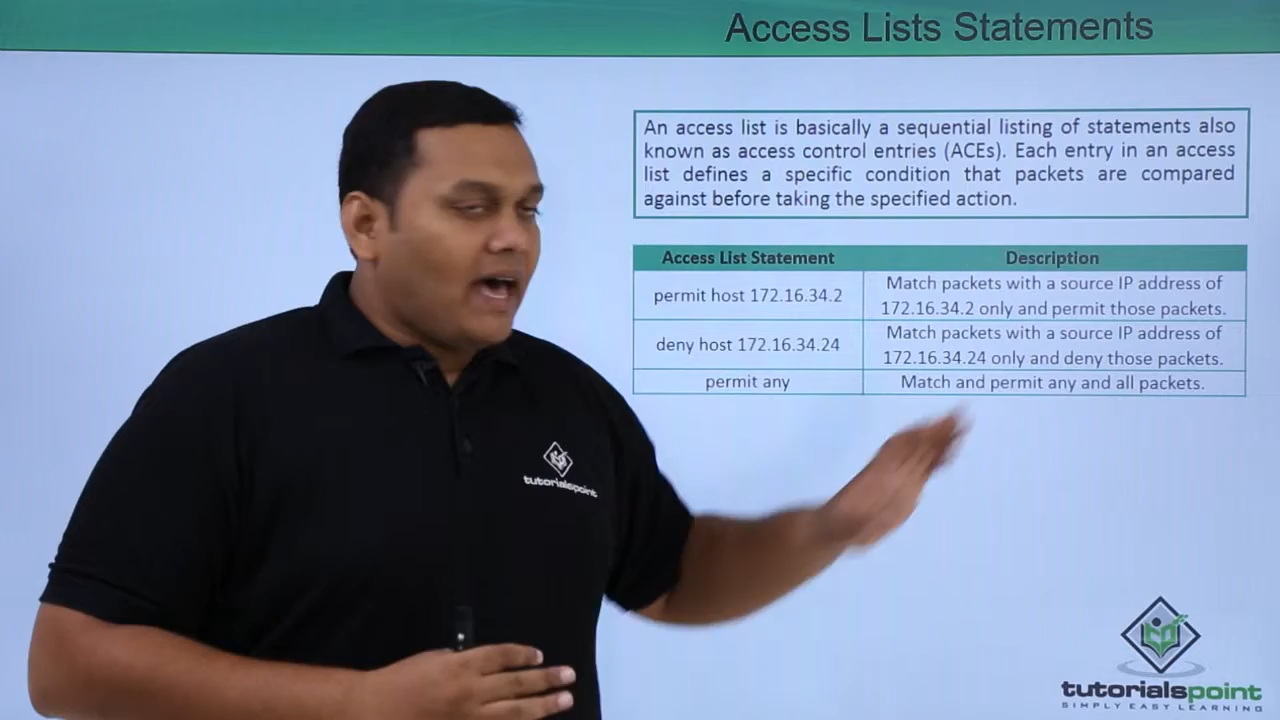 Access Lists Statements
An access list is basically a sequential listing of statements also
known as access control entries (ACEs). Each entry in an access
list defines a specific condition that packets are compared
against before taking the specified action.
Access List Statement
Description
permit host 172.16.34.2
Match packets with a source IP address of
172.16.34.2 only and permit those packets.
deny host 172.16.34.24
Match packets with a source IP address of
172.16.34.24 only and deny those packets.
permit any
Match and permit any and all packets.
tutorialspoint
tutorialspoint
SIMPLY EASY LEARNING